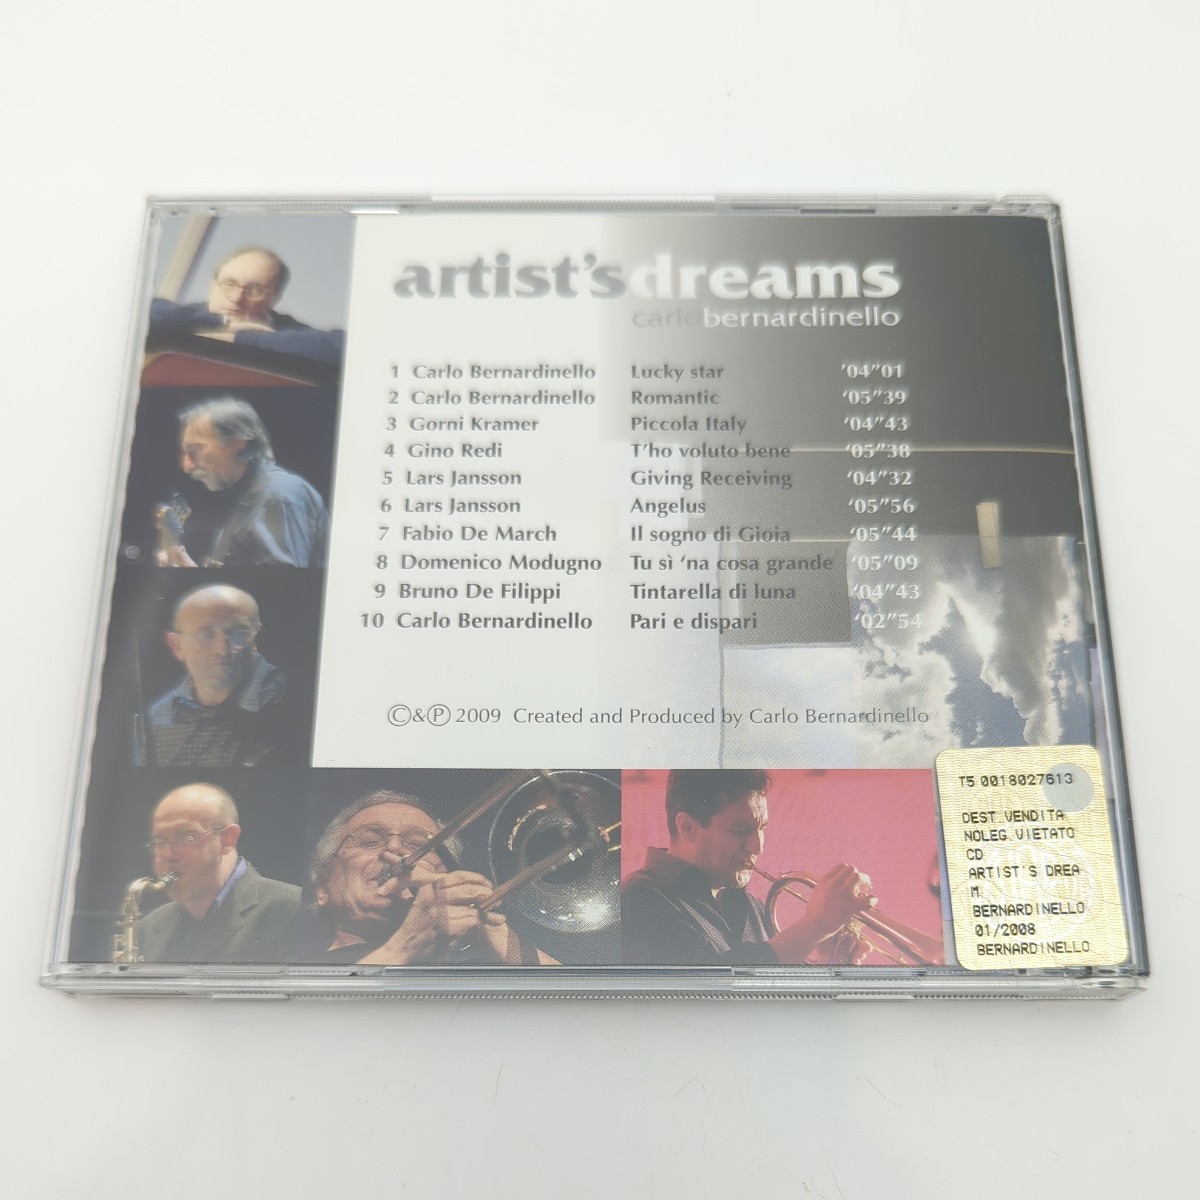 artist'sdreams
carlobernardinello
1 Carlo Bernardinello Lucky star '04"01
2 Carlo Bernardinello Romantic '05"39
3 Gorni Kramer Piccola Italy '04"43
4 Gino Redi T'ho voluto bene '05"38
5 Lars Jansson Giving Receiving '04"32
6 Lars Jansson Angelus '05"56
7 Fabio De March Il sogno di Gioia '05"44
8 Domenico Modugno Tu sì 'na cosa grande '05"09
9 Bruno De Filippi Tintarella di luna '04"43
10 Carlo Bernardinello Pari e dispari '02"54
©&℗ 2009 Created and Produced by Carlo Bernardinello
T5 0018027613
DEST.VENDITA
NOLEG.VIETATO
CD
ARTIST'S DREA
M.
BERNARDINELLO
01/2008
BERNARDINELLO